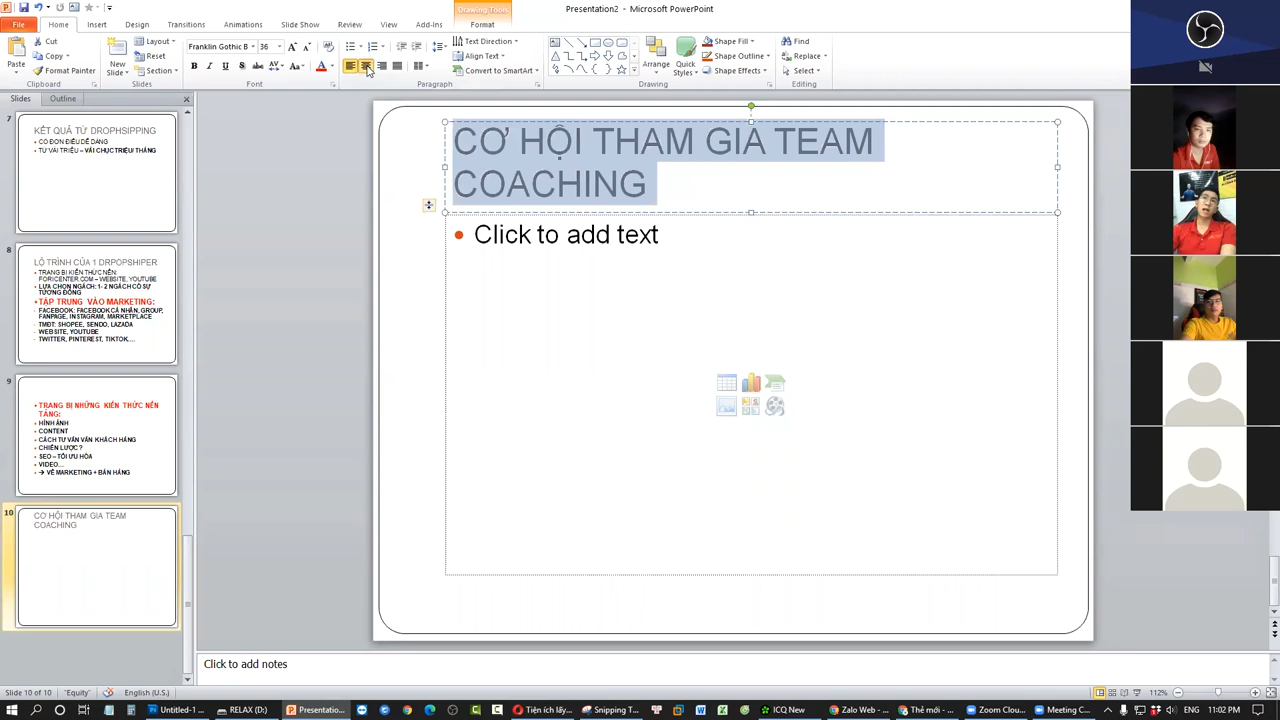 Presentation2 - Microsoft PowerPoint
Drawing Tools
File Home Insert Design Transitions Animations Slide Show Review View Add-Ins Format
Paste
Cut
Copy
Format Painter
Clipboard
New Slide
Layout
Reset
Section
Slides
Franklin Gothic B 36
Font
Text Direction
Align Text
Convert to SmartArt
Paragraph
Arrange
Quick Styles
Shape Fill
Shape Outline
Shape Effects
Drawing
Find
Replace
Select
Editing
Slides Outline
7
KẾT QUẢ TỪ DROPHSIPPING
CÓ ĐƠN ĐIỀU DỄ DÀNG
TỪ VÀI TRIỆU – VÀI CHỤC TRIỆU/ THÁNG
8
LỘ TRÌNH CỦA 1 DRPOPSHIPER
TRANG BỊ KIẾN THỨC NỀN:
FORICENTER.COM – WEBSITE, YOUTUBE
LỰA CHỌN NGÁCH: 1- 2 NGÁCH CÓ SỰ
TƯƠNG ĐỒNG
TẬP TRUNG VÀO MARKETING:
FACEBOOK: FACEBOOK CÁ NHÂN, GROUP,
FANPAGE, INSTAGRAM, MARKETPLACE
TMĐT: SHOPEE, SENDO, LAZADA
WEBSITE, YOUTUBE
TWITTER, PINTEREST, TIKTOK….
9
TRANG BỊ NHỮNG KIẾN THỨC NỀN
TẢNG:
HÌNH ẢNH
CONTENT
CÁCH TƯ VẤN VẤN KHÁCH HÀNG
CHIẾN LƯỢC ?
SEO – TỐI ƯU HÓA
VIDEO…
→ VỀ MARKETING + BÁN HÀNG
10
CƠ HỘI THAM GIA TEAM
COACHING
CƠ HỘI THAM GIA TEAM
COACHING
Click to add text
Click to add notes
Slide 10 of 10 "Equity" English (U.S.) 112%
Untitled-1 RELAX (D:) Presentatio... Tiện ích lấy... Snipping T... ICQ New Zalo Web - ... Thẻ mới - ... Zoom Clou... Meeting C... ENG 11:02 PM